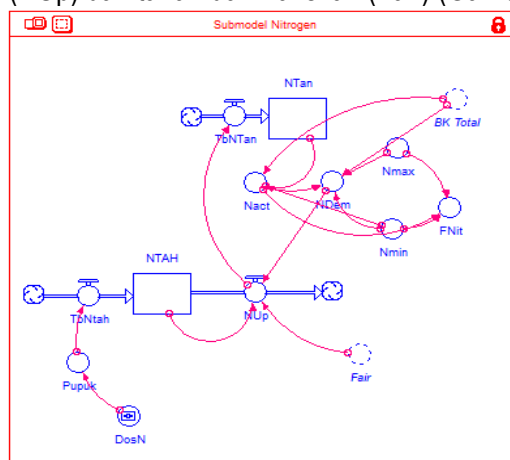 Submodel Nitrogen
NTan
TbNTan
BK Total
Nmax
Nact
NDem
FNit
Nmin
NTAH
TbNtah
NUp
Pupuk
Fair
DosN